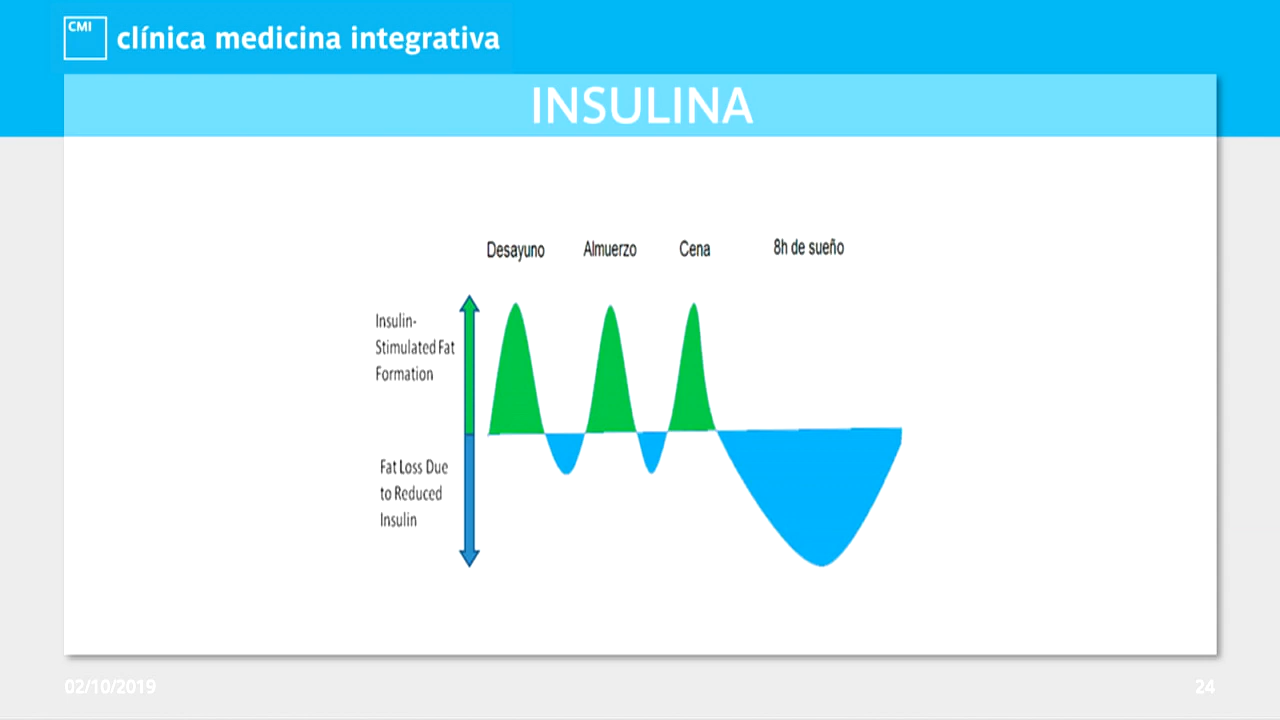 CMI
clínica medicina integrativa
INSULINA
Desayuno
Almuerzo
Cena
8h de sueño
Insulin-
Stimulated Fat
Formation
Fat Loss Due
to Reduced
Insulin
02/10/2019
24